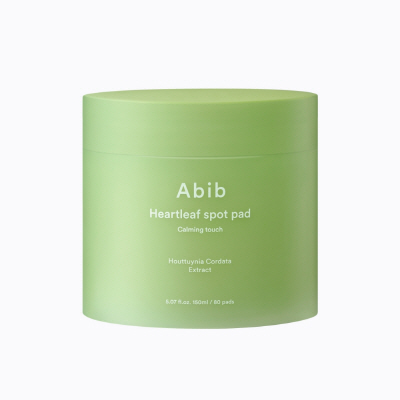 Abib
Heartleaf spot pad
Calming touch
Houttuynia Cordata
Extract
5.07 fl.oz. 150ml / 80 pads